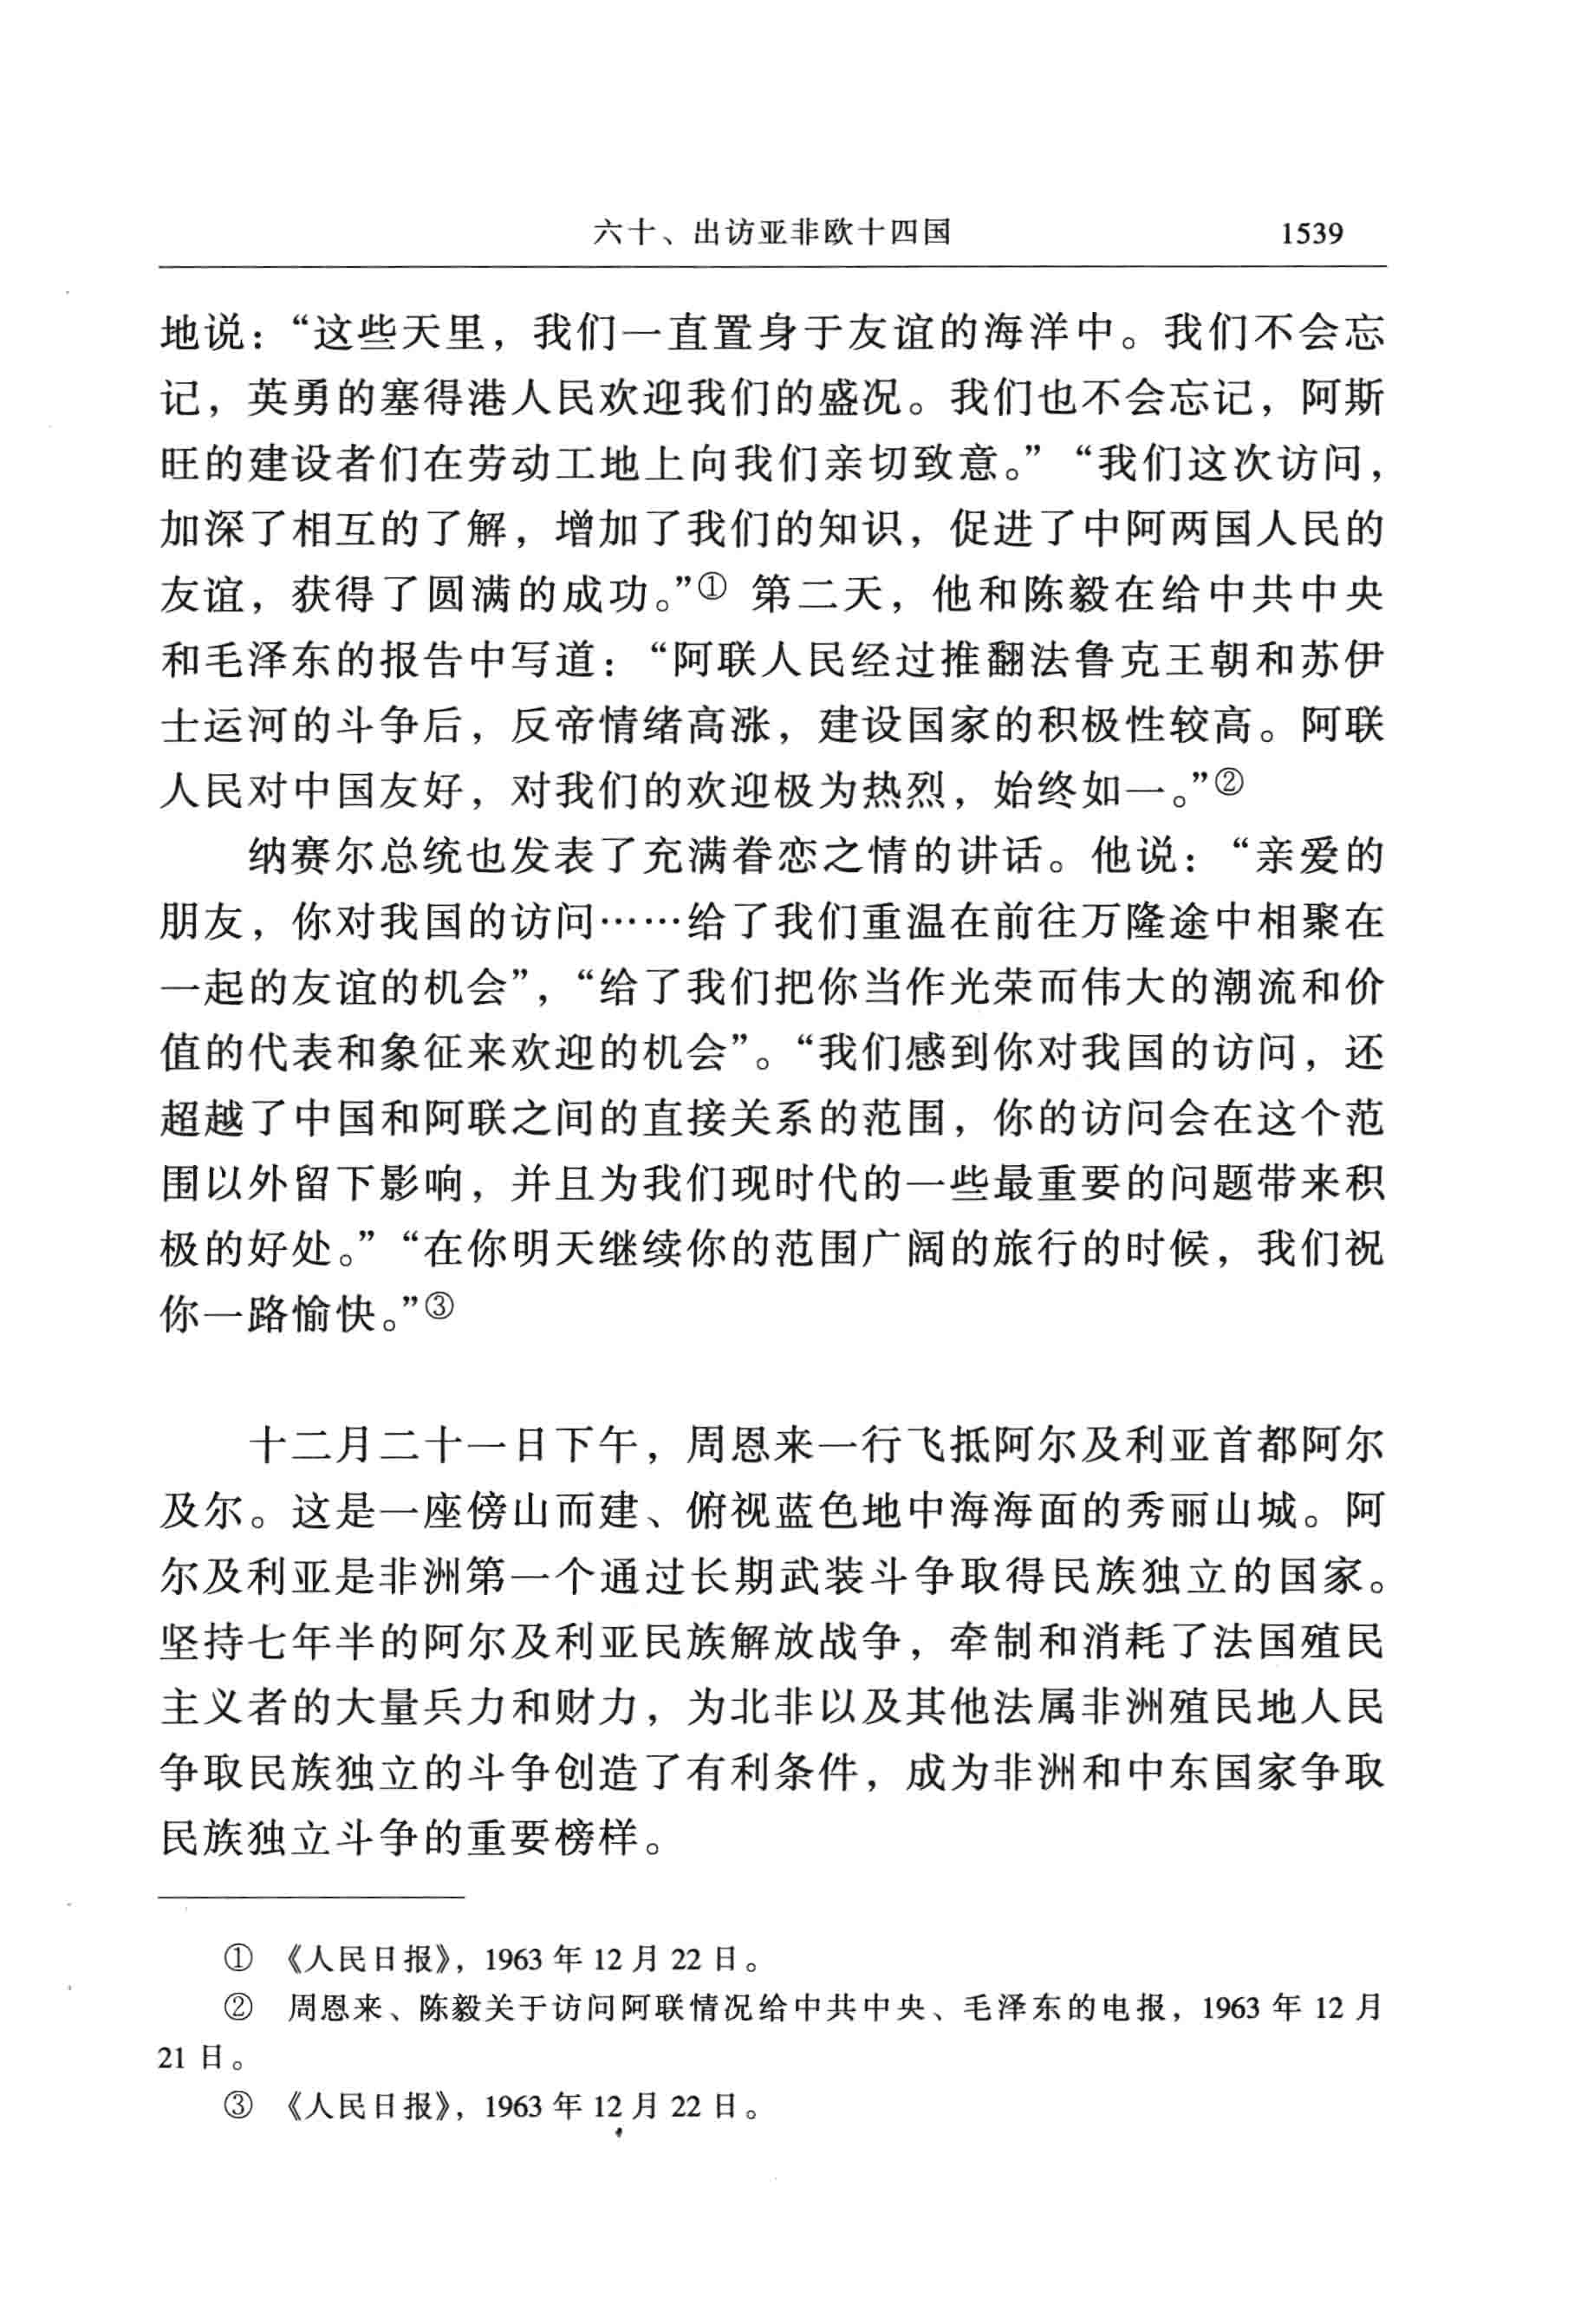 六十、出访亚非欧十四国 1539
地说：“这些天里，我们一直置身于友谊的海洋中。我们不会忘
记，英勇的塞得港人民欢迎我们的盛况。我们也不会忘记，阿斯
旺的建设者们在劳动工地上向我们亲切致意。”“我们这次访问，
加深了相互的了解，增加了我们的知识，促进了中阿两国人民的
友谊，获得了圆满的成功。”① 第二天，他和陈毅在给中共中央
和毛泽东的报告中写道：“阿联人民经过推翻法鲁克王朝和苏伊
士运河的斗争后，反帝情绪高涨，建设国家的积极性较高。阿联
人民对中国友好，对我们的欢迎极为热烈，始终如一。”②
纳赛尔总统也发表了充满眷恋之情的讲话。他说：“亲爱的
朋友，你对我国的访问……给了我们重温在前往万隆途中相聚在
一起的友谊的机会”，“给了我们把你当作光荣而伟大的潮流和价
值的代表和象征来欢迎的机会”。“我们感到你对我国的访问，还
超越了中国和阿联之间的直接关系的范围，你的访问会在这个范
围以外留下影响，并且为我们现时代的一些最重要的问题带来积
极的好处。”“在你明天继续你的范围广阔的旅行的时候，我们祝
你一路愉快。”③
十二月二十一日下午，周恩来一行飞抵阿尔及利亚首都阿尔
及尔。这是一座傍山而建、俯视蓝色地中海海面的秀丽山城。阿
尔及利亚是非洲第一个通过长期武装斗争取得民族独立的国家。
坚持七年半的阿尔及利亚民族解放战争，牵制和消耗了法国殖民
主义者的大量兵力和财力，为北非以及其他法属非洲殖民地人民
争取民族独立的斗争创造了有利条件，成为非洲和中东国家争取
民族独立斗争的重要榜样。
① 《人民日报》，1963 年 12 月 22 日。
② 周恩来、陈毅关于访问阿联情况给中共中央、毛泽东的电报，1963 年 12 月
21 日。
③ 《人民日报》，1963 年 12 月 22 日。